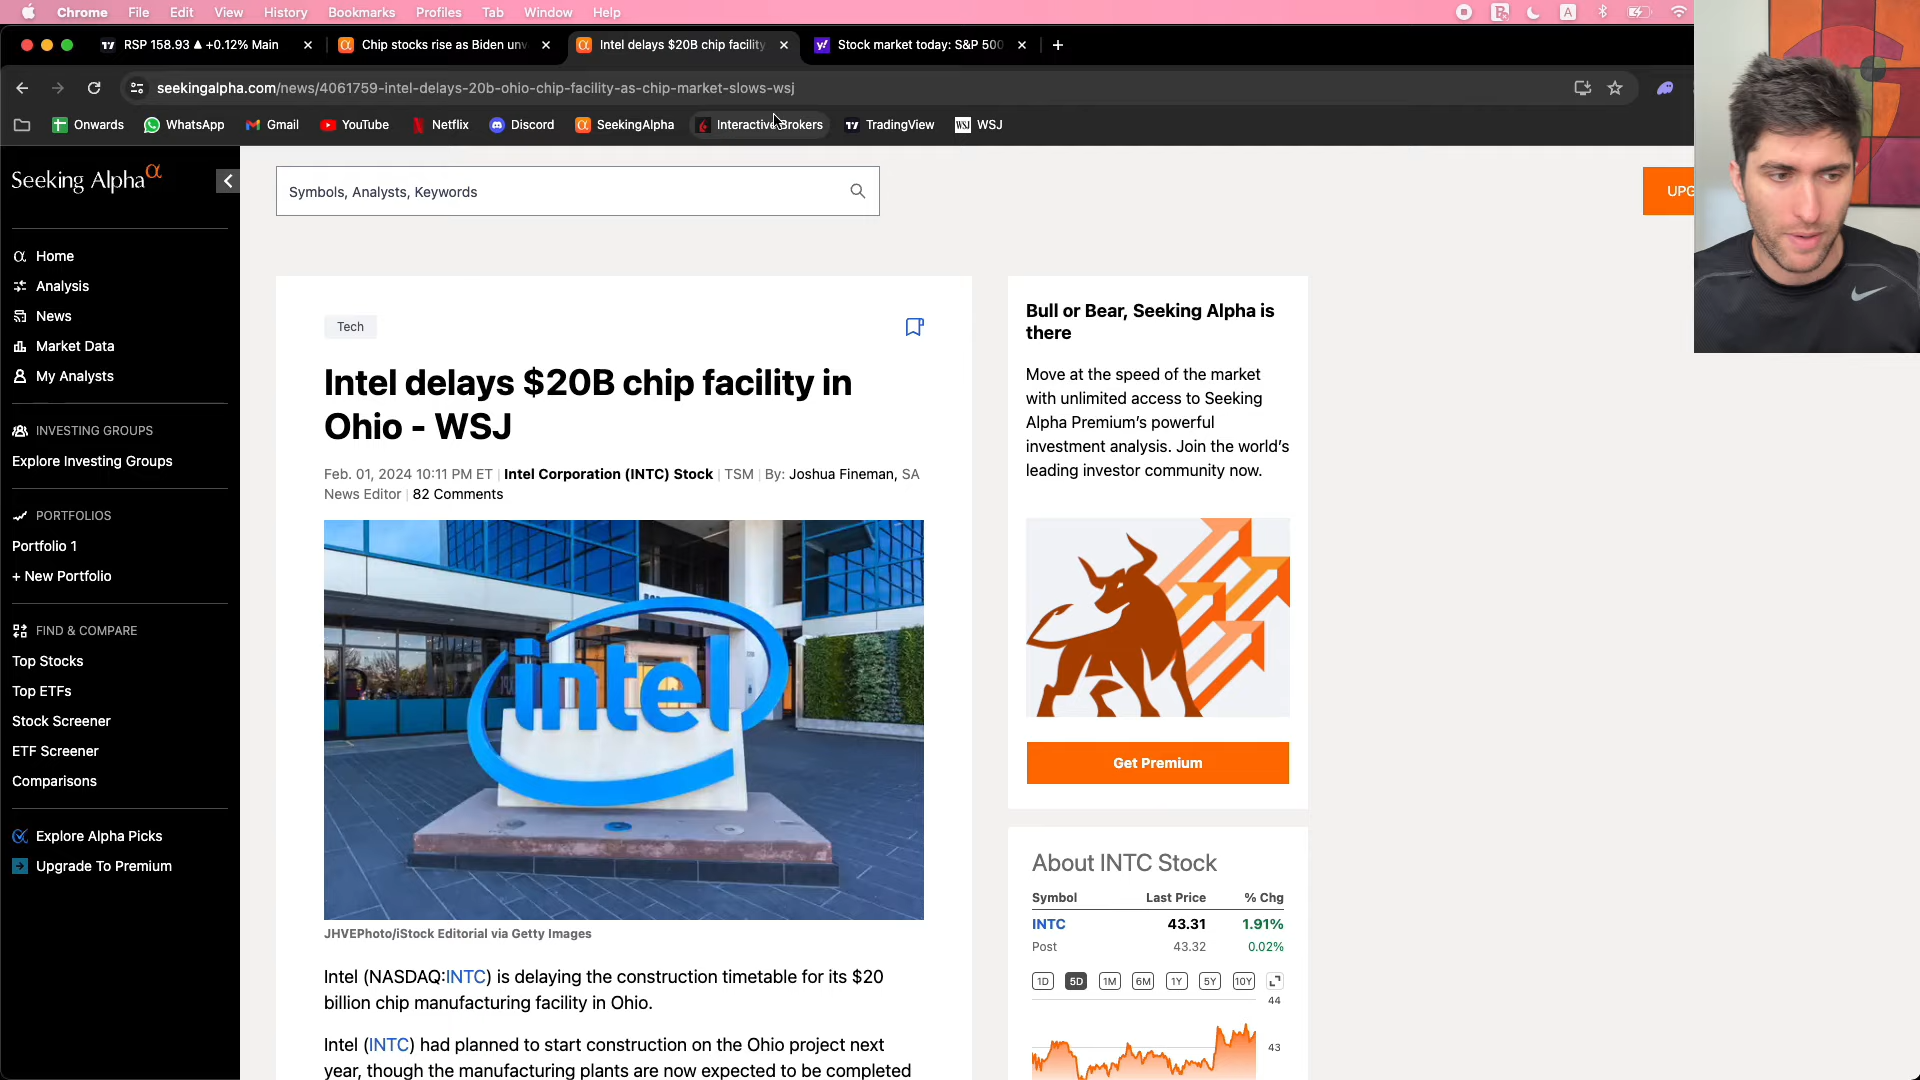 Chrome File Edit View History Bookmarks Profiles Tab Window Help
RSP 158.93 ▲ +0.12% Main
Chip stocks rise as Biden unv
Intel delays $20B chip facility
Stock market today: S&P 500
seekingalpha.com/news/4061759-intel-delays-20b-ohio-chip-facility-as-chip-market-slows-wsj
Onwards WhatsApp Gmail YouTube Netflix Discord SeekingAlpha Interactive Brokers TradingView WSJ
Seeking Alpha α
Home
Analysis
News
Market Data
My Analysts
INVESTING GROUPS
Explore Investing Groups
PORTFOLIOS
Portfolio 1
+ New Portfolio
FIND & COMPARE
Top Stocks
Top ETFs
Stock Screener
ETF Screener
Comparisons
Explore Alpha Picks
Upgrade To Premium
Symbols, Analysts, Keywords
UPG
Tech
Intel delays $20B chip facility in
Ohio - WSJ
Feb. 01, 2024 10:11 PM ET | Intel Corporation (INTC) Stock | TSM | By: Joshua Fineman, SA
News Editor | 82 Comments
intel
JHVEPhoto/iStock Editorial via Getty Images
Intel (NASDAQ:INTC) is delaying the construction timetable for its $20
billion chip manufacturing facility in Ohio.
Intel (INTC) had planned to start construction on the Ohio project next
year, though the manufacturing plants are now expected to be completed
Bull or Bear, Seeking Alpha is
there
Move at the speed of the market
with unlimited access to Seeking
Alpha Premium's powerful
investment analysis. Join the world's
leading investor community now.
Get Premium
About INTC Stock
Symbol Last Price % Chg
INTC 43.31 1.91%
Post 43.32 0.02%
1D 5D 1M 6M 1Y 5Y 10Y
44
43